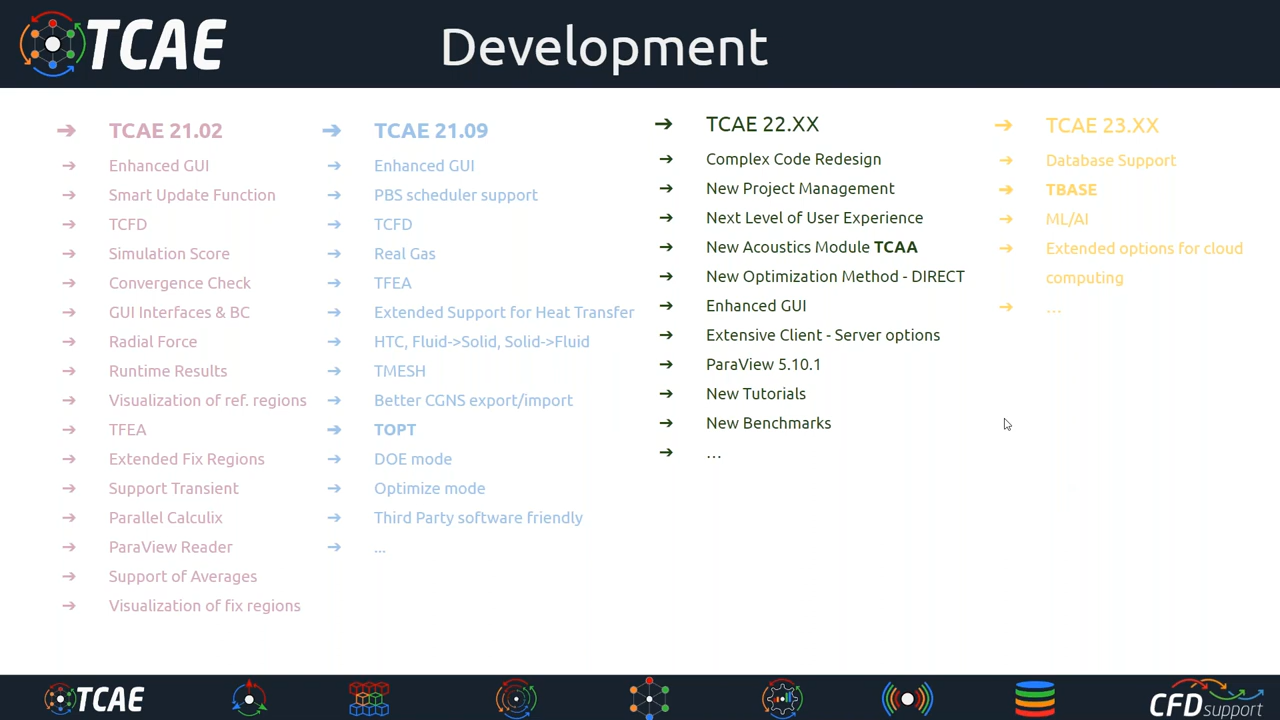 TCAE
Development
TCAE 21.02
Enhanced GUI
Smart Update Function
TCFD
Simulation Score
Convergence Check
GUI Interfaces & BC
Radial Force
Runtime Results
Visualization of ref. regions
TFEA
Extended Fix Regions
Support Transient
Parallel Calculix
ParaView Reader
Support of Averages
Visualization of fix regions
TCAE 21.09
Enhanced GUI
PBS scheduler support
TCFD
Real Gas
TFEA
Extended Support for Heat Transfer
HTC, Fluid->Solid, Solid->Fluid
TMESH
Better CGNS export/import
TOPT
DOE mode
Optimize mode
Third Party software friendly
...
TCAE 22.XX
Complex Code Redesign
New Project Management
Next Level of User Experience
New Acoustics Module TCAA
New Optimization Method - DIRECT
Enhanced GUI
Extensive Client - Server options
ParaView 5.10.1
New Tutorials
New Benchmarks
…
TCAE 23.XX
Database Support
TBASE
ML/AI
Extended options for cloud
computing
…
TCAE
CFDsupport